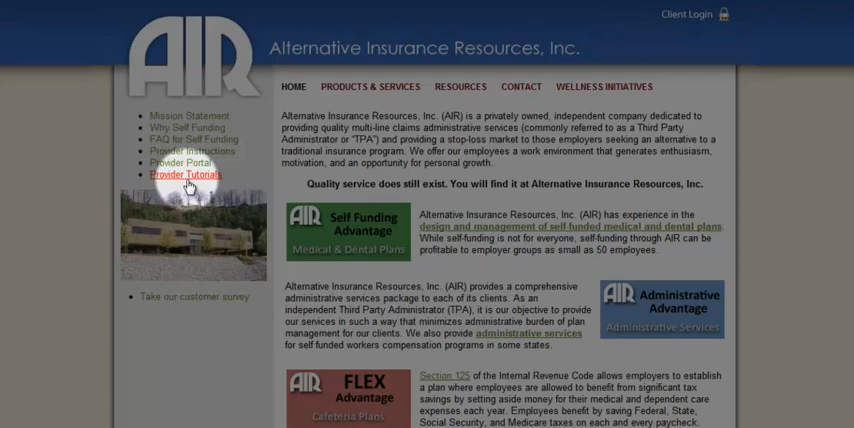 Client Login
AIR
Alternative Insurance Resources, Inc.
HOME PRODUCTS & SERVICES RESOURCES CONTACT WELLNESS INITIATIVES
Mission Statement
Why Self Funding
FAQ for Self Funding
Provider Instructions
Provider Portal
Provider Tutorials
Take our customer survey
Alternative Insurance Resources, Inc. (AIR) is a privately owned, independent company dedicated to
providing quality multi-line claims administrative services (commonly referred to as a Third Party
Administrator or "TPA") and providing a stop-loss market to those employers seeking an alternative to a
traditional insurance program. We offer our employees a work environment that generates enthusiasm,
motivation, and an opportunity for personal growth.
Quality service does still exist. You will find it at Alternative Insurance Resources, Inc.
AIR Self Funding
Advantage
Medical & Dental Plans
Alternative Insurance Resources, Inc. (AIR) has experience in the
design and management of self-funded medical and dental plans.
While self-funding is not for everyone, self-funding through AIR can be
profitable to employer groups as small as 50 employees.
Alternative Insurance Resources, Inc. (AIR) provides a comprehensive
administrative services package to each of its clients. As an
independent Third Party Administrator (TPA), it is our objective to provide
our services in such a way that minimizes administrative burden of plan
management for our clients. We also provide administrative services
for self funded workers compensation programs in some states.
AIR Administrative
Advantage
Administrative Services
AIR FLEX
Advantage
Cafeteria Plans
Section 125 of the Internal Revenue Code allows employers to establish
a plan where employees are allowed to benefit from significant tax
savings by setting aside money for their medical and dependent care
expenses each year. Employees benefit by saving Federal, State,
Social Security, and Medicare taxes on each and every paycheck.